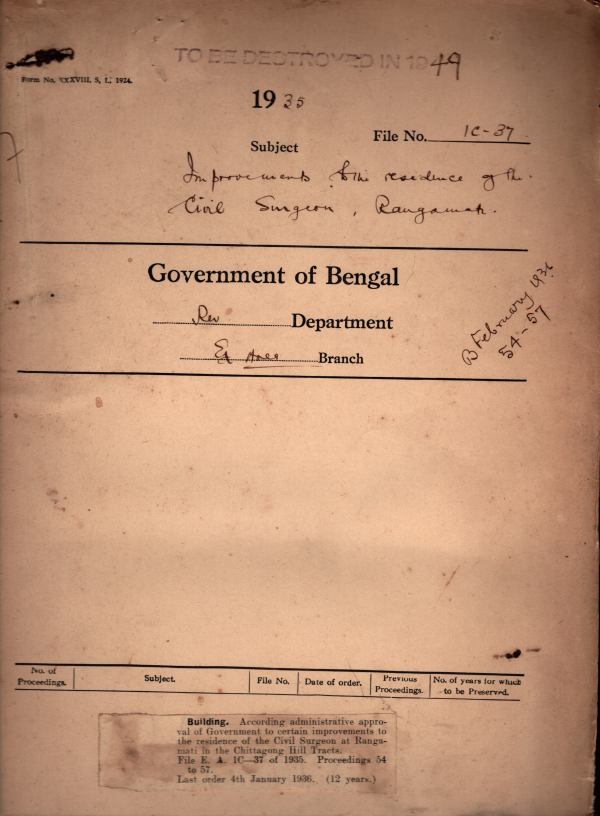 TO BE DESTROYED IN 1949
Form No. XXXVIII, S, I., 1924.
1935
File No. 1C-37
Subject
Improvements to the residence of the
Civil Surgeon, Rangamati.
Government of Bengal
Rev Department
Branch
B February 1936
54-57
No. of Proceedings. Subject. File No. Date of order. Previous Proceedings. No. of years for which to be Preserved.
Building. According administrative appro-
val of Government to certain improvements to
the residence of the Civil Surgeon at Ranga-
mati in the Chittagong Hill Tracts.
File E. A. 1C—37 of 1935. Proceedings 54
to 57.
Last order 4th January 1936. (12 years.)